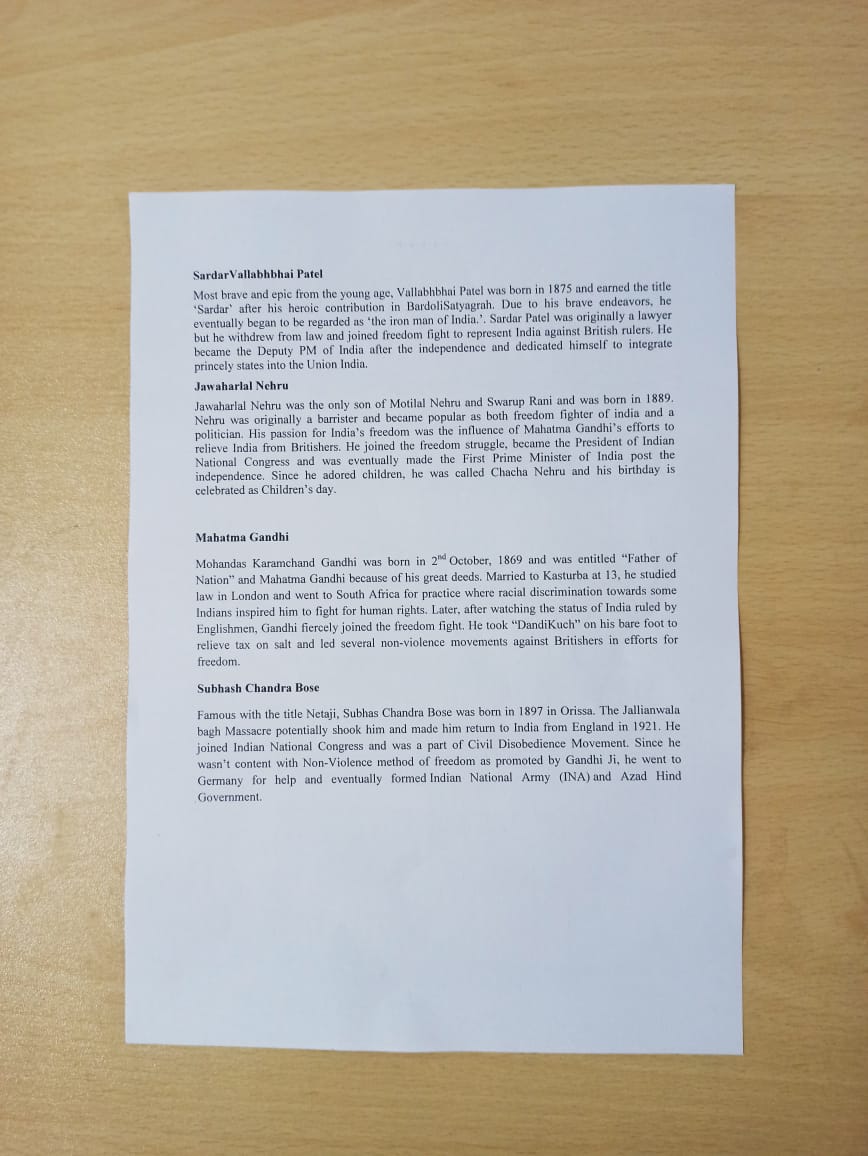 SardarVallabhbhai Patel
Most brave and epic from the young age, Vallabhbhai Patel was born in 1875 and earned the title
‘Sardar’ after his heroic contribution in BardoliSatyagrah. Due to his brave endeavors, he
eventually began to be regarded as ‘the iron man of India.’. Sardar Patel was originally a lawyer
but he withdrew from law and joined freedom fight to represent India against British rulers. He
became the Deputy PM of India after the independence and dedicated himself to integrate
princely states into the Union India.
Jawaharlal Nehru
Jawaharlal Nehru was the only son of Motilal Nehru and Swarup Rani and was born in 1889.
Nehru was originally a barrister and became popular as both freedom fighter of india and a
politician. His passion for India’s freedom was the influence of Mahatma Gandhi’s efforts to
relieve India from Britishers. He joined the freedom struggle, became the President of Indian
National Congress and was eventually made the First Prime Minister of India post the
independence. Since he adored children, he was called Chacha Nehru and his birthday is
celebrated as Children’s day.
Mahatma Gandhi
Mohandas Karamchand Gandhi was born in 2nd October, 1869 and was entitled “Father of
Nation” and Mahatma Gandhi because of his great deeds. Married to Kasturba at 13, he studied
law in London and went to South Africa for practice where racial discrimination towards some
Indians inspired him to fight for human rights. Later, after watching the status of India ruled by
Englishmen, Gandhi fiercely joined the freedom fight. He took “DandiKuch” on his bare foot to
relieve tax on salt and led several non-violence movements against Britishers in efforts for
freedom.
Subhash Chandra Bose
Famous with the title Netaji, Subhas Chandra Bose was born in 1897 in Orissa. The Jallianwala
bagh Massacre potentially shook him and made him return to India from England in 1921. He
joined Indian National Congress and was a part of Civil Disobedience Movement. Since he
wasn’t content with Non-Violence method of freedom as promoted by Gandhi Ji, he went to
Germany for help and eventually formed Indian National Army (INA) and Azad Hind
Government.